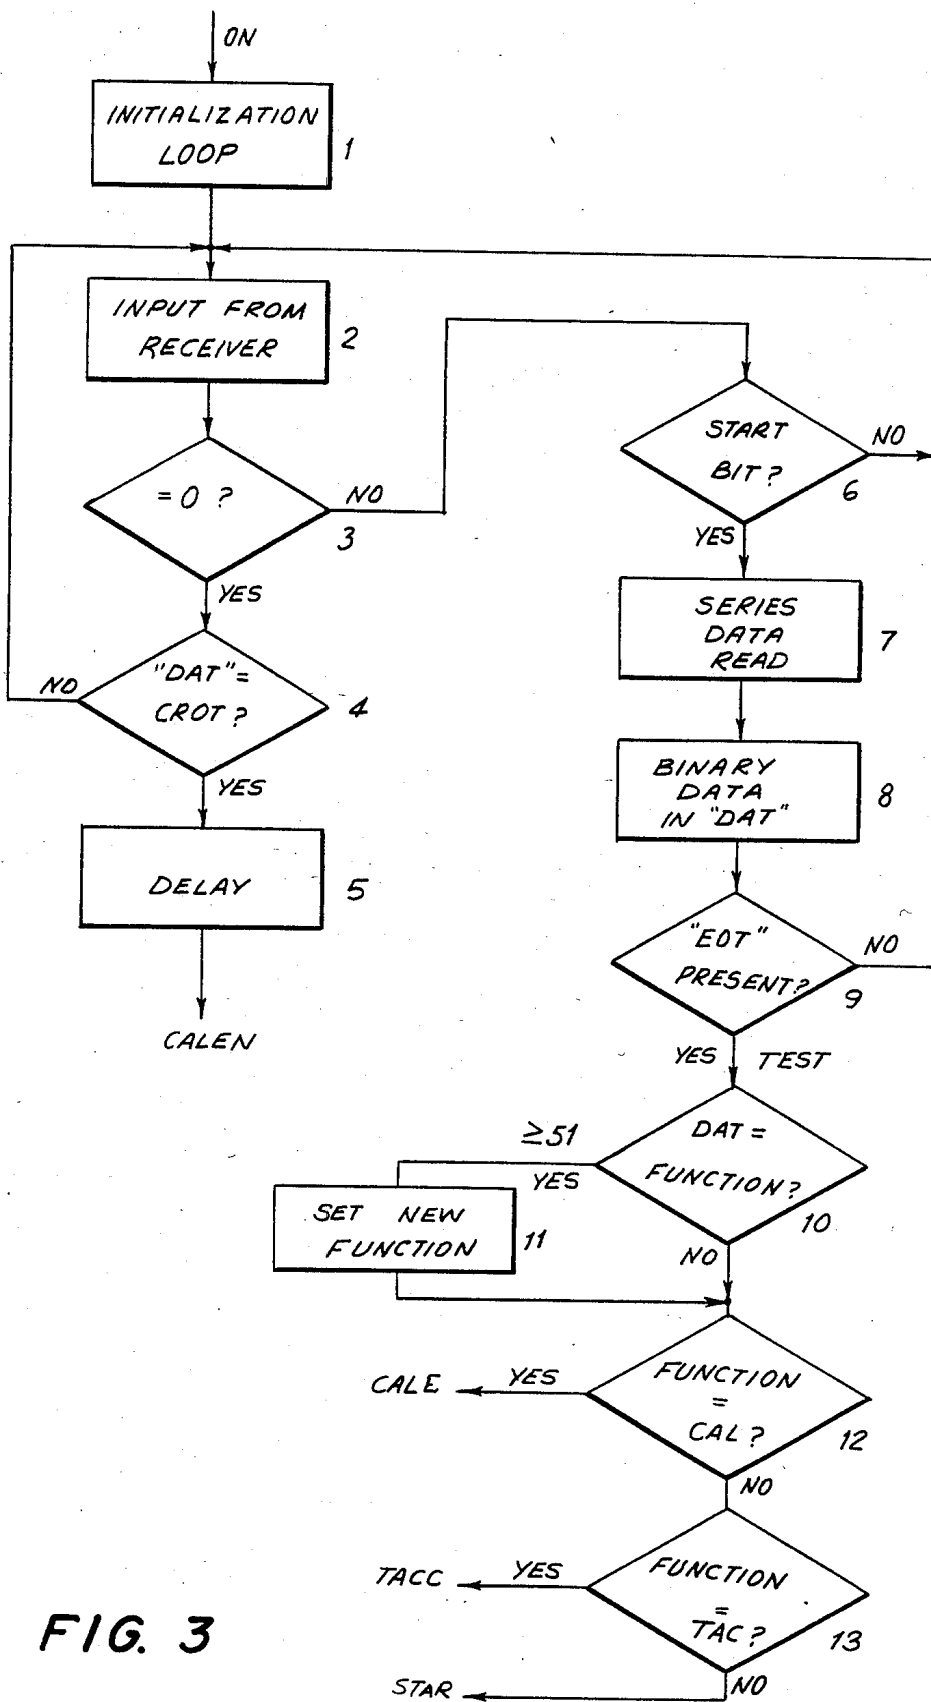 ON
INITIALIZATION
LOOP
1
INPUT FROM
RECEIVER
2
= 0 ?
NO
3
YES
"DAT" =
CROT ?
NO
4
YES
DELAY
5
CALEN
START
BIT ?
NO
6
YES
SERIES
DATA
READ
7
BINARY
DATA
IN "DAT"
8
"EOT"
PRESENT?
NO
9
YES TEST
DAT =
FUNCTION?
10
≥51
YES
SET NEW
FUNCTION
11
NO
FUNCTION
=
CAL ?
12
CALE
YES
NO
FUNCTION
=
TAC ?
13
TACC
YES
NO
STAR
FIG. 3